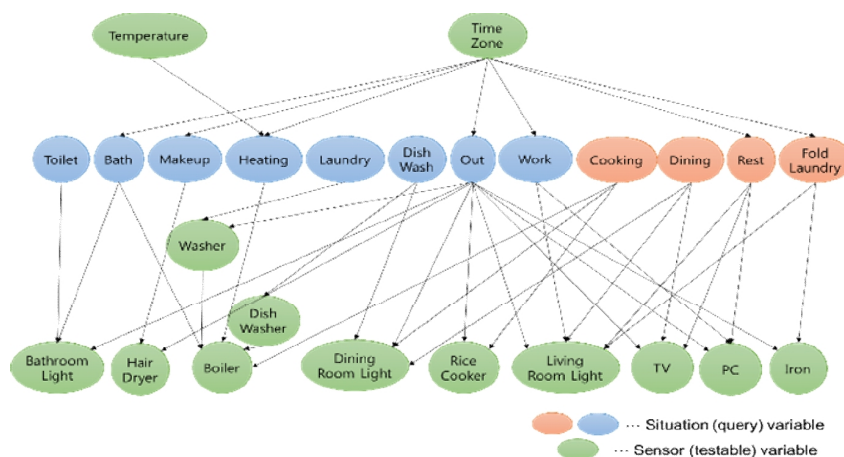 Temperature
Time
Zone
Toilet
Bath
Makeup
Heating
Laundry
Dish
Wash
Out
Work
Cooking
Dining
Rest
Fold
Laundry
Washer
Dish
Washer
Bathroom
Light
Hair
Dryer
Boiler
Dining
Room Light
Rice
Cooker
Living
Room Light
TV
PC
Iron
··· Situation (query) variable
··· Sensor (testable) variable